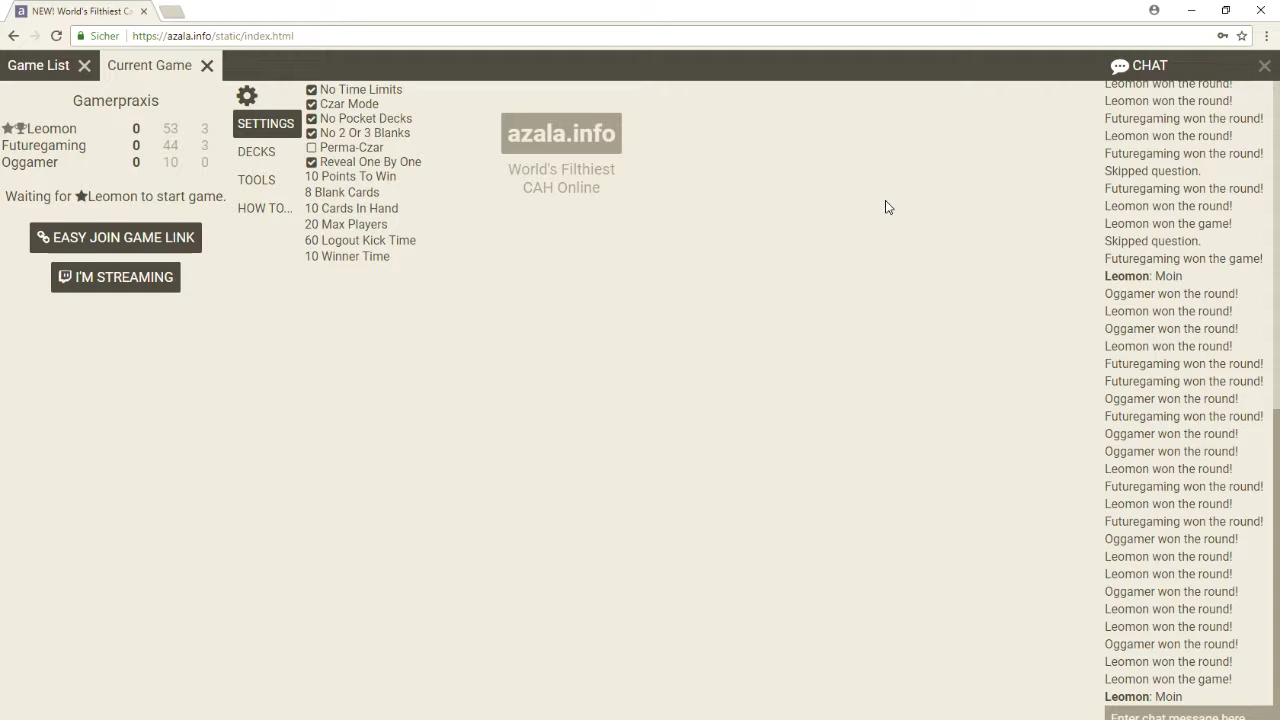 NEW! World's Filthiest C
Sicher
https://azala.info/static/index.html
Game List
Current Game
CHAT
Gamerpraxis
Leomon 0 53 3
Futuregaming 0 44 3
Oggamer 0 10 0
Waiting for Leomon to start game.
EASY JOIN GAME LINK
I'M STREAMING
SETTINGS
DECKS
TOOLS
HOW TO...
No Time Limits
Czar Mode
No Pocket Decks
No 2 Or 3 Blanks
Perma-Czar
Reveal One By One
10 Points To Win
8 Blank Cards
10 Cards In Hand
20 Max Players
60 Logout Kick Time
10 Winner Time
azala.info
World's Filthiest
CAH Online
Leomon won the round!
Leomon won the round!
Futuregaming won the round!
Leomon won the round!
Futuregaming won the round!
Skipped question.
Futuregaming won the round!
Leomon won the round!
Leomon won the game!
Skipped question.
Futuregaming won the game!
Leomon: Moin
Oggamer won the round!
Leomon won the round!
Oggamer won the round!
Leomon won the round!
Futuregaming won the round!
Futuregaming won the round!
Oggamer won the round!
Futuregaming won the round!
Oggamer won the round!
Oggamer won the round!
Leomon won the round!
Futuregaming won the round!
Leomon won the round!
Futuregaming won the round!
Oggamer won the round!
Leomon won the round!
Leomon won the round!
Oggamer won the round!
Leomon won the round!
Leomon won the round!
Oggamer won the round!
Leomon won the round!
Leomon won the game!
Leomon: Moin
Enter chat message here